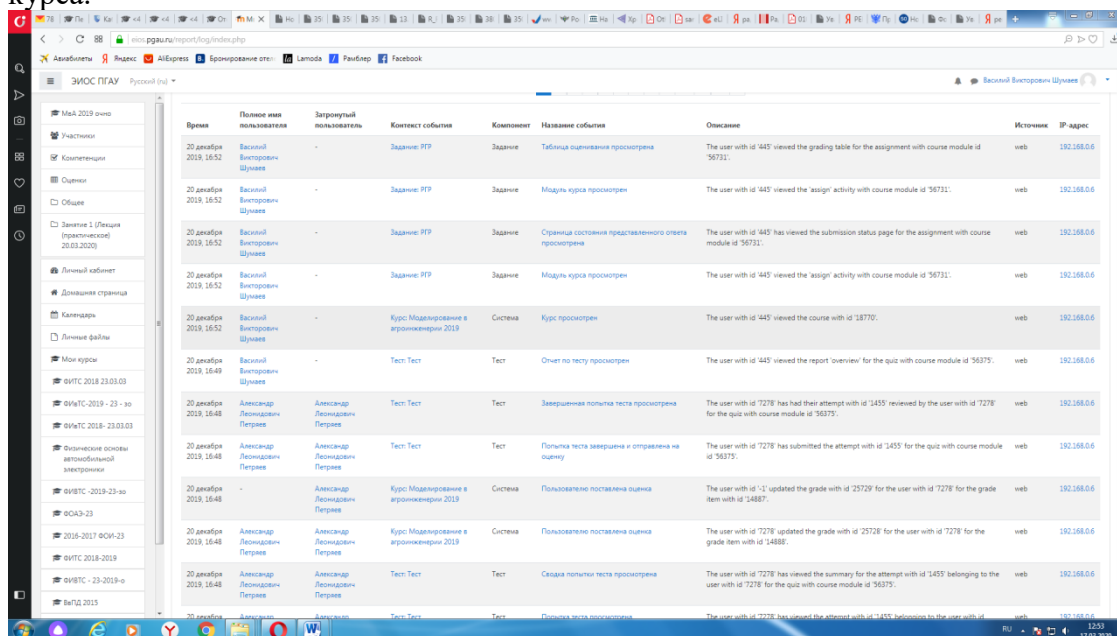 курса.
eios.pgau.ru/report/log/index.php
Авиабилеты Яндекс AliExpress Бронирование отел Lamoda Рамблер Facebook
ЭИОС ПГАУ Русский (ru) Василий Викторович Шумаев
МвА 2019 очно
Участники
Компетенции
Оценки
Общее
Занятие 1 (Лекция
(практическое)
20.03.2020)
Личный кабинет
Домашняя страница
Календарь
Личные файлы
Мои курсы
ФИТС 2018 23.03.03
ФИвТС-2019 - 23 - зо
ФИвТС 2018- 23.03.03
Физические основы
автомобильной
электроники
ФИВТС -2019-23-зо
ФОАЭ-23
2016-2017 ФОИ-23
ФИТС 2018-2019
ФИВТС - 23-2019-о
ВвПД 2015
Время Полное имя пользователя Затронутый пользователь Контекст события Компонент Название события Описание Источник IP-адрес
20 декабря 2019, 16:52 Василий Викторович Шумаев - Задание: РГР Задание Таблица оценивания просмотрена The user with id '445' viewed the grading table for the assignment with course module id '56731'. web 192.168.0.6
20 декабря 2019, 16:52 Василий Викторович Шумаев - Задание: РГР Задание Модуль курса просмотрен The user with id '445' viewed the 'assign' activity with course module id '56731'. web 192.168.0.6
20 декабря 2019, 16:52 Василий Викторович Шумаев - Задание: РГР Задание Страница состояния представленного ответа просмотрена The user with id '445' has viewed the submission status page for the assignment with course module id '56731'. web 192.168.0.6
20 декабря 2019, 16:52 Василий Викторович Шумаев - Задание: РГР Задание Модуль курса просмотрен The user with id '445' viewed the 'assign' activity with course module id '56731'. web 192.168.0.6
20 декабря 2019, 16:52 Василий Викторович Шумаев - Курс: Моделирование в агроинженерии 2019 Система Курс просмотрен The user with id '445' viewed the course with id '18770'. web 192.168.0.6
20 декабря 2019, 16:49 Василий Викторович Шумаев - Тест: Тест Тест Отчет по тесту просмотрен The user with id '445' viewed the report 'overview' for the quiz with course module id '56375'. web 192.168.0.6
20 декабря 2019, 16:48 Александр Леонидович Петряев Александр Леонидович Петряев Тест: Тест Тест Завершенная попытка теста просмотрена The user with id '7278' has had their attempt with id '1455' reviewed by the user with id '7278' for the quiz with course module id '56375'. web 192.168.0.6
20 декабря 2019, 16:48 Александр Леонидович Петряев Александр Леонидович Петряев Тест: Тест Тест Попытка теста завершена и отправлена на оценку The user with id '7278' has submitted the attempt with id '1455' for the quiz with course module id '56375'. web 192.168.0.6
20 декабря 2019, 16:48 - Александр Леонидович Петряев Курс: Моделирование в агроинженерии 2019 Система Пользователю поставлена оценка The user with id '-1' updated the grade with id '25729' for the user with id '7278' for the grade item with id '14887'. web 192.168.0.6
20 декабря 2019, 16:48 Александр Леонидович Петряев Александр Леонидович Петряев Курс: Моделирование в агроинженерии 2019 Система Пользователю поставлена оценка The user with id '7278' updated the grade with id '25728' for the user with id '7278' for the grade item with id '14888'. web 192.168.0.6
20 декабря 2019, 16:48 Александр Леонидович Петряев Александр Леонидович Петряев Тест: Тест Тест Сводка попытки теста просмотрена The user with id '7278' has viewed the summary for the attempt with id '1455' belonging to the user with id '7278' for the quiz with course module id '56375'. web 192.168.0.6
RU 12:53